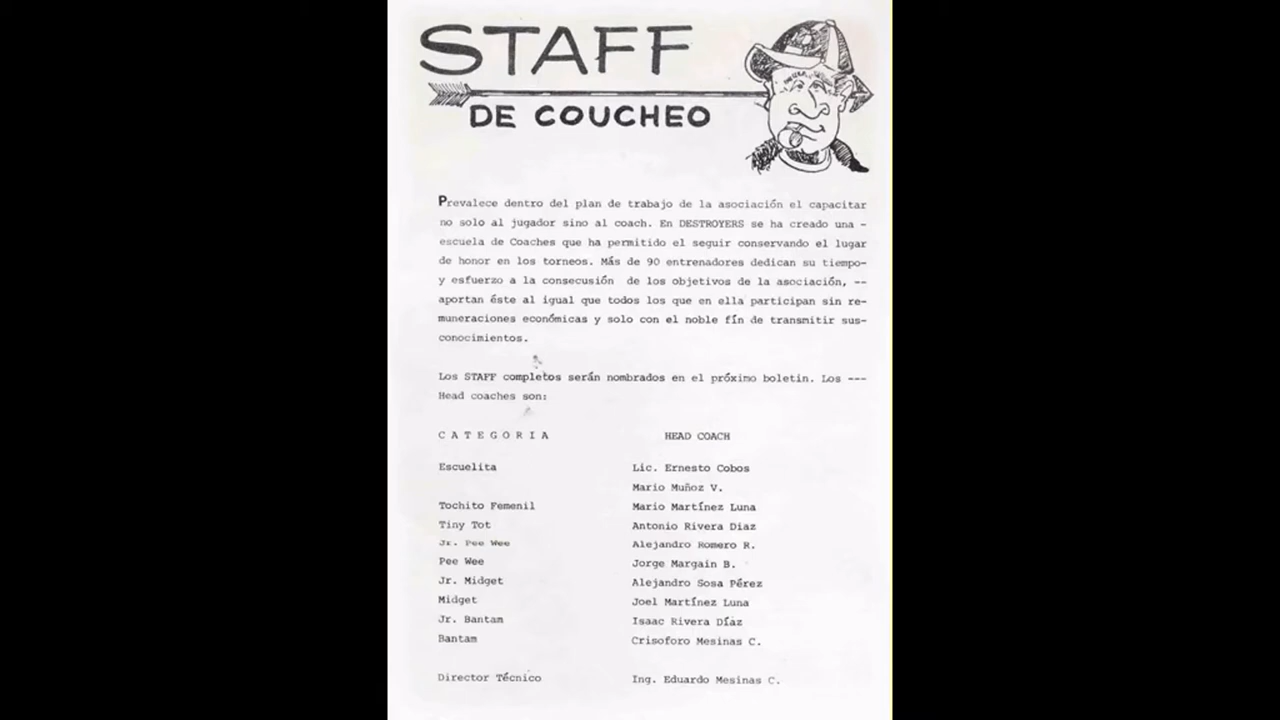 STAFF
DE COUCHEO
Prevalece dentro del plan de trabajo de la asociación el capacitar
no solo al jugador sino al coach. En DESTROYERS se ha creado una -
escuela de Coaches que ha permitido el seguir conservando el lugar
de honor en los torneos. Más de 90 entrenadores dedican su tiempo-
y esfuerzo a la consecusión de los objetivos de la asociación, --
aportan éste al igual que todos los que en ella participan sin re-
muneraciones económicas y solo con el noble fín de transmitir sus-
conocimientos.
Los STAFF completos serán nombrados en el próximo boletin. Los ---
Head coaches son:
C A T E G O R I A HEAD COACH
Escuelita Lic. Ernesto Cobos
Mario Muñoz V.
Tochito Femenil Mario Martínez Luna
Tiny Tot Antonio Rivera Diaz
Jr. Pee Wee Alejandro Romero R.
Pee Wee Jorge Margain B.
Jr. Midget Alejandro Sosa Pérez
Midget Joel Martínez Luna
Jr. Bantam Isaac Rivera Díaz
Bantam Crisoforo Mesinas C.
Director Técnico Ing. Eduardo Mesinas C.